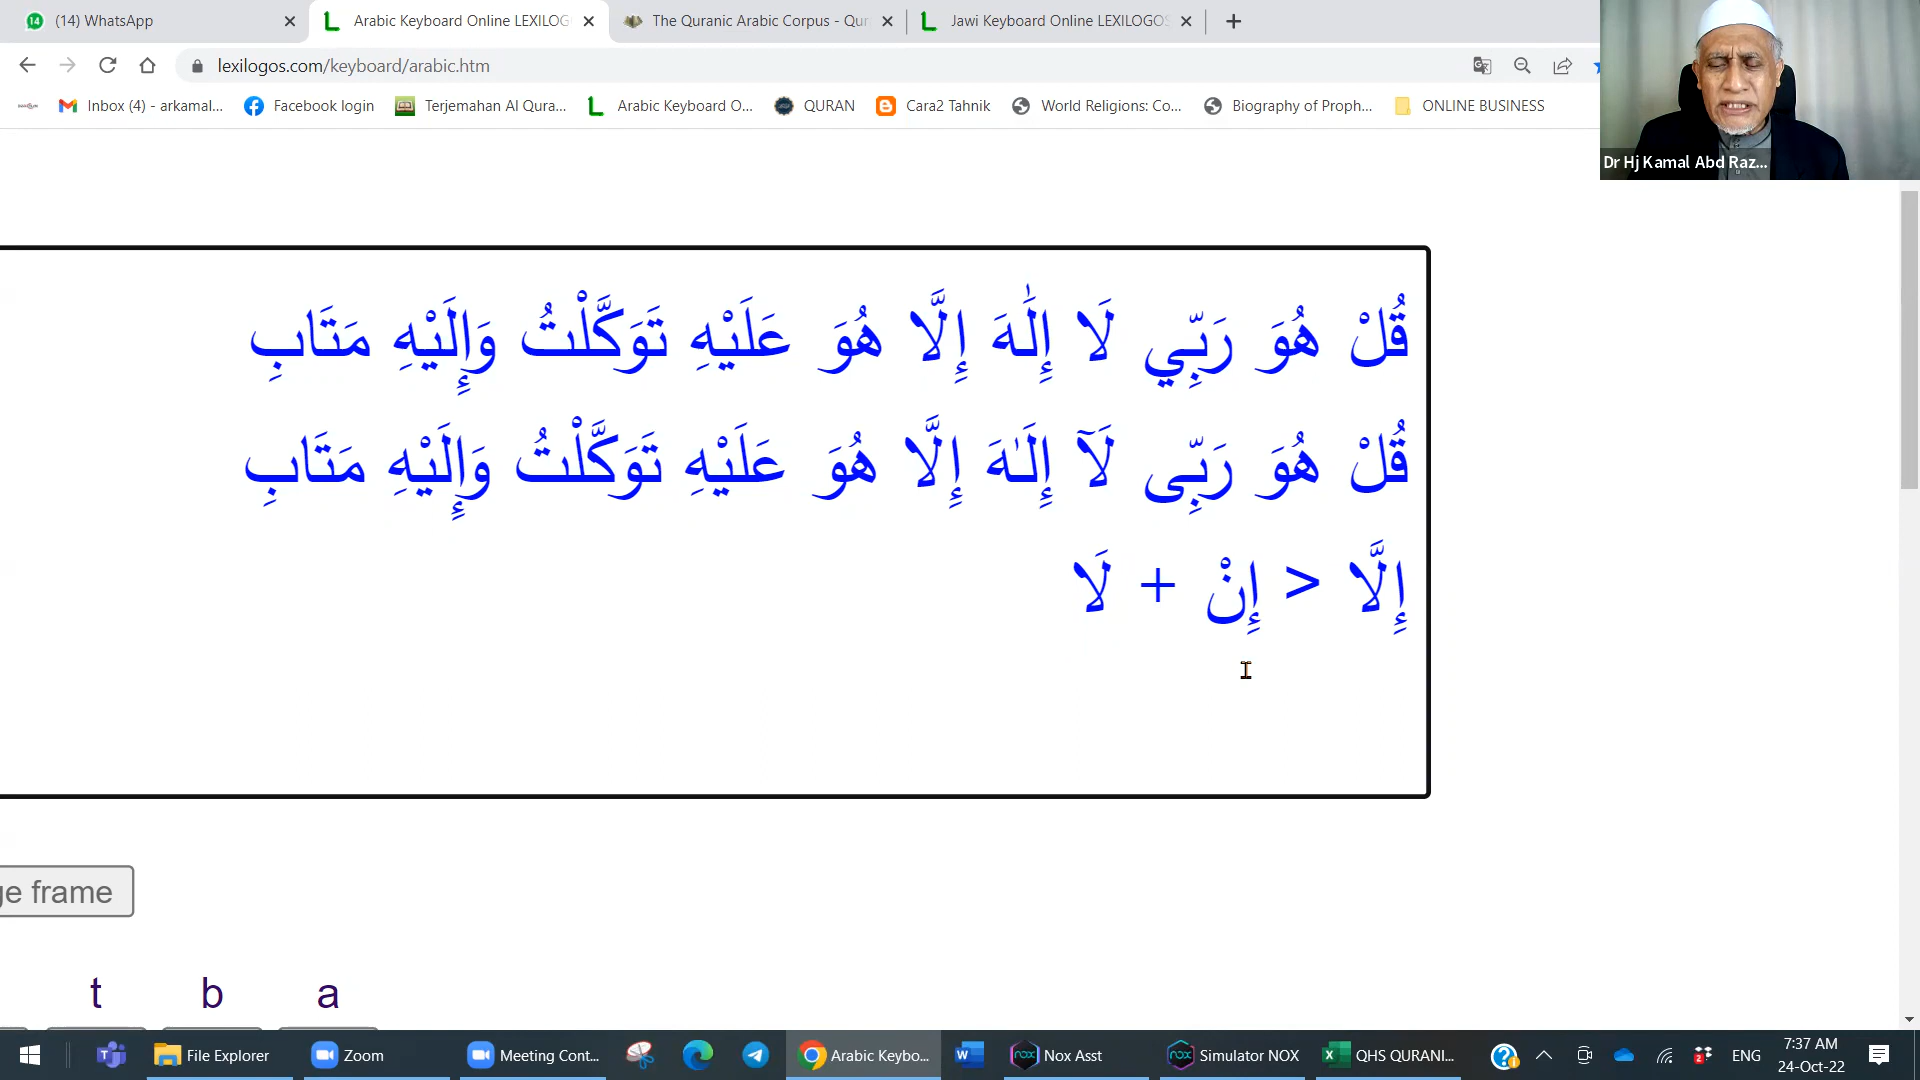 (14) WhatsApp
Arabic Keyboard Online LEXILOG
The Quranic Arabic Corpus - Qur
Jawi Keyboard Online LEXILOGOS
lexilogos.com/keyboard/arabic.htm
Inbox (4) - arkamal...
Facebook login
Terjemahan Al Qura...
Arabic Keyboard O...
QURAN
Cara2 Tahnik
World Religions: Co...
Biography of Proph...
ONLINE BUSINESS
Dr Hj Kamal Abd Raz...
قُلْ هُوَ رَبِّي لَا إِلَٰهَ إِلَّا هُوَ عَلَيْهِ تَوَكَّلْتُ وَإِلَيْهِ مَتَابِ
قُلْ هُوَ رَبِّى لَآ إِلَـٰهَ إِلَّا هُوَ عَلَيْهِ تَوَكَّلْتُ وَإِلَيْهِ مَتَابِ
إِلَّا < إِنْ + لَا
ge frame
t b a
File Explorer
Zoom
Meeting Cont...
Arabic Keybo...
Nox Asst
Simulator NOX
QHS QURANI...
ENG
7:37 AM
24-Oct-22